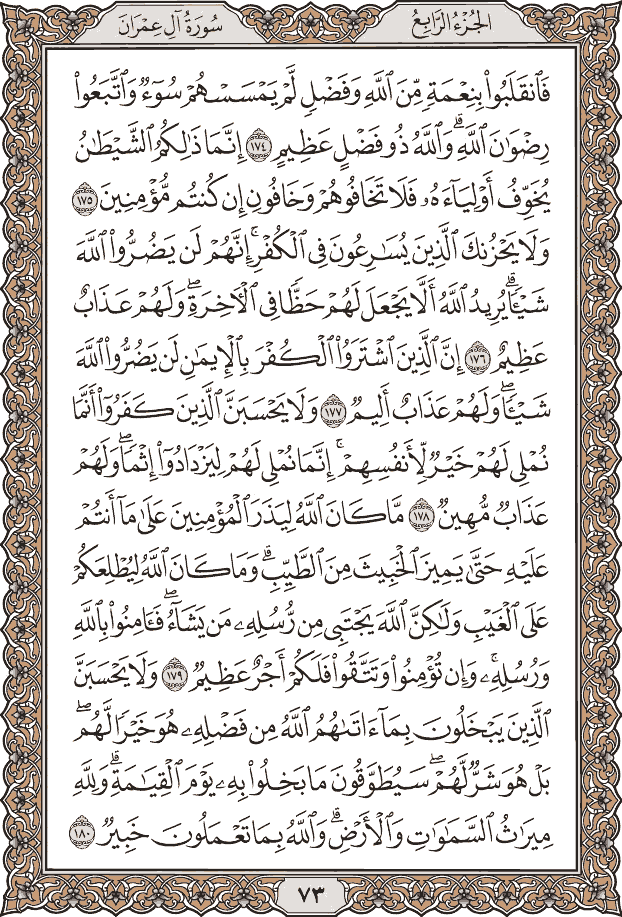 الجُزْءُ الرَّابِعُ
سُورَةُ آلِ عِمْرَانَ
فَٱنقَلَبُوا۟ بِنِعْمَةٍ مِّنَ ٱللَّهِ وَفَضْلٍ لَّمْ يَمْسَسْهُمْ سُوٓءٌ وَٱتَّبَعُوا۟
رِضْوَٰنَ ٱللَّهِ ۗ وَٱللَّهُ ذُو فَضْلٍ عَظِيمٍ ١٧٤ إِنَّمَا ذَٰلِكُمُ ٱلشَّيْطَٰنُ
يُخَوِّفُ أَوْلِيَآءَهُۥ فَلَا تَخَافُوهُمْ وَخَافُونِ إِن كُنتُم مُّؤْمِنِينَ ١٧٥
وَلَا يَحْزُنكَ ٱلَّذِينَ يُسَٰرِعُونَ فِى ٱلْكُفْرِ ۚ إِنَّهُمْ لَن يَضُرُّوا۟ ٱللَّهَ
شَيْـًٔا ۗ يُرِيدُ ٱللَّهُ أَلَّا يَجْعَلَ لَهُمْ حَظًّا فِى ٱلْـَٔاخِرَةِ ۖ وَلَهُمْ عَذَابٌ
عَظِيمٌ ١٧٦ إِنَّ ٱلَّذِينَ ٱشْتَرَوُا۟ ٱلْكُفْرَ بِٱلْإِيمَٰنِ لَن يَضُرُّوا۟ ٱللَّهَ
شَيْـًٔا ۖ وَلَهُمْ عَذَابٌ أَلِيمٌ ١٧٧ وَلَا يَحْسَبَنَّ ٱلَّذِينَ كَفَرُوٓا۟ أَنَّمَا
نُمْلِى لَهُمْ خَيْرٌ لِّأَنفُسِهِمْ ۚ إِنَّمَا نُمْلِى لَهُمْ لِيَزْدَادُوٓا۟ إِثْمًا ۖ وَلَهُمْ
عَذَابٌ مُّهِينٌ ١٧٨ مَّا كَانَ ٱللَّهُ لِيَذَرَ ٱلْمُؤْمِنِينَ عَلَىٰ مَآ أَنتُمْ
عَلَيْهِ حَتَّىٰ يَمِيزَ ٱلْخَبِيثَ مِنَ ٱلطَّيِّبِ ۗ وَمَا كَانَ ٱللَّهُ لِيُطْلِعَكُمْ
عَلَى ٱلْغَيْبِ وَلَٰكِنَّ ٱللَّهَ يَجْتَبِى مِن رُّسُلِهِۦ مَن يَشَآءُ ۖ فَـَٔامِنُوا۟ بِٱللَّهِ
وَرُسُلِهِۦ ۚ وَإِن تُؤْمِنُوا۟ وَتَتَّقُوا۟ فَلَكُمْ أَجْرٌ عَظِيمٌ ١٧٩ وَلَا يَحْسَبَنَّ
ٱلَّذِينَ يَبْخَلُونَ بِمَآ ءَاتَىٰهُمُ ٱللَّهُ مِن فَضْلِهِۦ هُوَ خَيْرًا لَّهُم ۖ
بَلْ هُوَ شَرٌّ لَّهُمْ ۖ سَيُطَوَّقُونَ مَا بَخِلُوا۟ بِهِۦ يَوْمَ ٱلْقِيَٰمَةِ ۗ وَلِلَّهِ
مِيرَٰثُ ٱلسَّمَٰوَٰتِ وَٱلْأَرْضِ ۗ وَٱللَّهُ بِمَا تَعْمَلُونَ خَبِيرٌ ١٨٠
٧٣